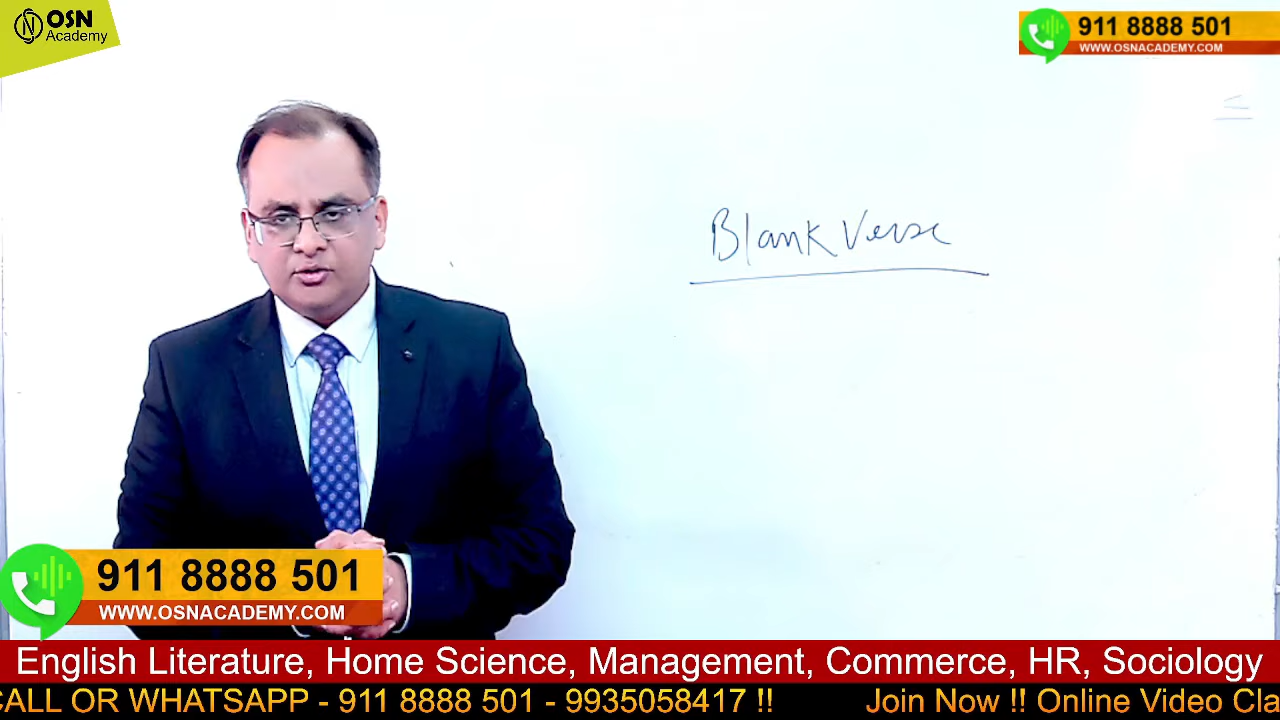 OSN
Academy
911 8888 501
WWW.OSNACADEMY.COM
Blank Verse
911 8888 501
WWW.OSNACADEMY.COM
English Literature, Home Science, Management, Commerce, HR, Sociology
CALL OR WHATSAPP - 911 8888 501 - 9935058417 !! Join Now !! Online Video Cla